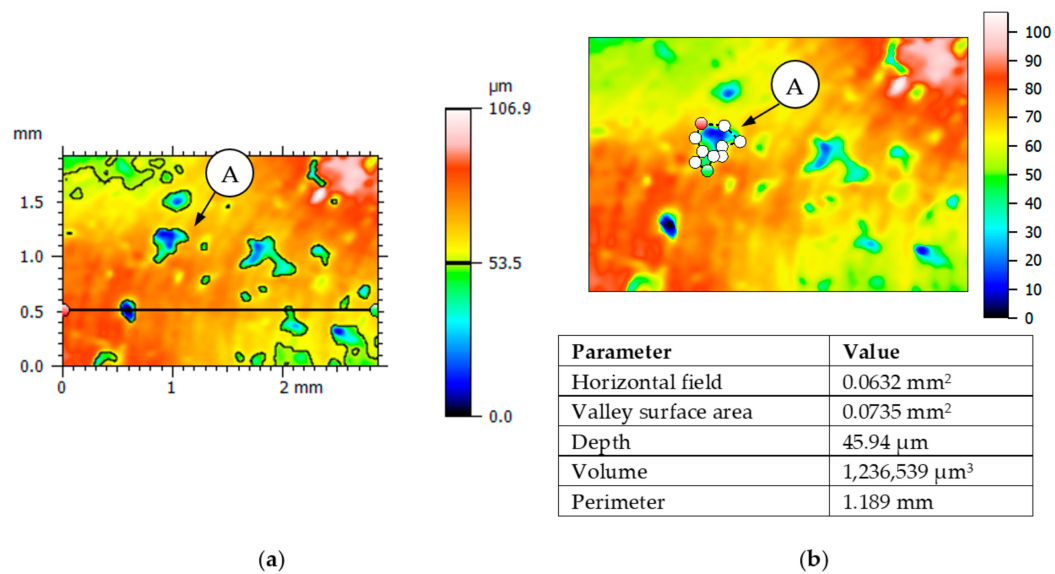 mm
1.5
1.0
0.5
0.0
0
1
2 mm
A
µm
106.9
53.5
0.0
(a)
A
100
90
80
70
60
50
40
30
20
10
0
Parameter Value
Horizontal field 0.0632 mm²
Valley surface area 0.0735 mm²
Depth 45.94 µm
Volume 1,236,539 µm³
Perimeter 1.189 mm
(b)